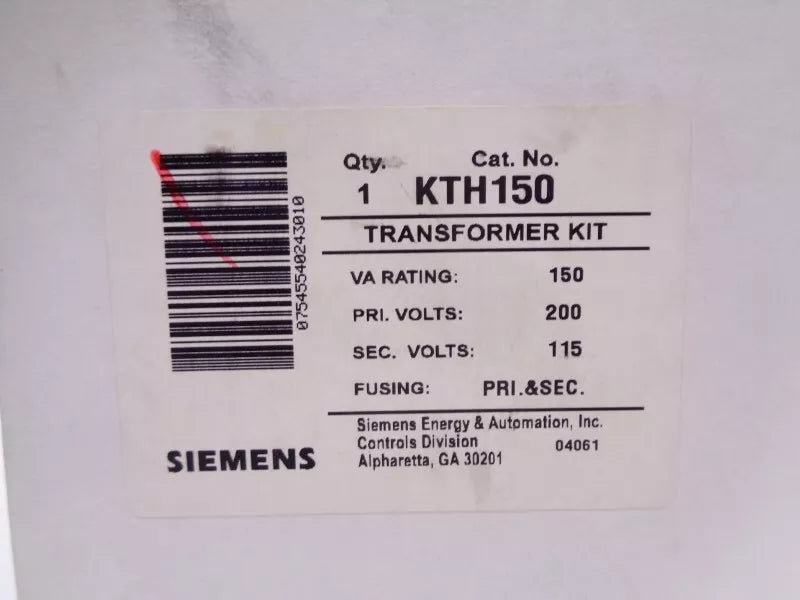 Qty. Cat. No.
1 KTH150
TRANSFORMER KIT
VA RATING: 150
PRI. VOLTS: 200
SEC. VOLTS: 115
FUSING: PRI.&SEC.
Siemens Energy & Automation, Inc.
Controls Division 04061
Alpharetta, GA 30201
07545540243010
SIEMENS